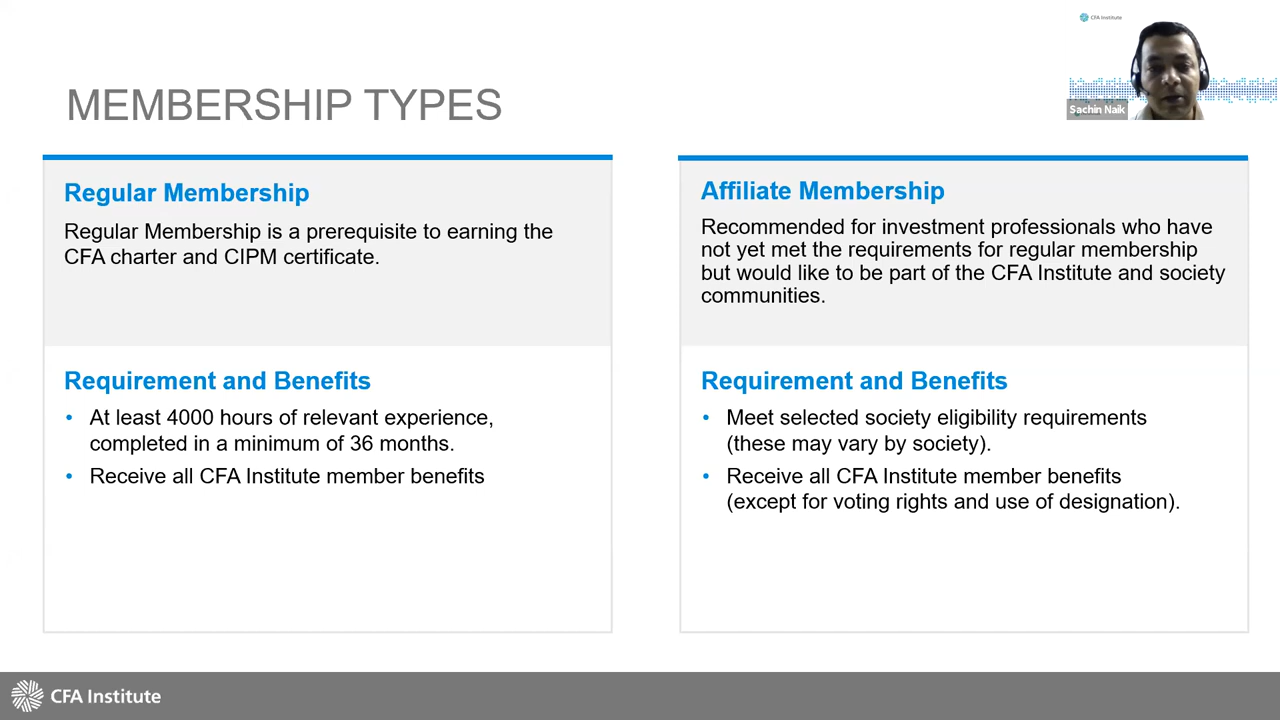 CFA Institute
Sachin Naik
MEMBERSHIP TYPES
Regular Membership
Regular Membership is a prerequisite to earning the
CFA charter and CIPM certificate.
Requirement and Benefits
• At least 4000 hours of relevant experience,
completed in a minimum of 36 months.
• Receive all CFA Institute member benefits
Affiliate Membership
Recommended for investment professionals who have
not yet met the requirements for regular membership
but would like to be part of the CFA Institute and society
communities.
Requirement and Benefits
• Meet selected society eligibility requirements
(these may vary by society).
• Receive all CFA Institute member benefits
(except for voting rights and use of designation).
CFA Institute